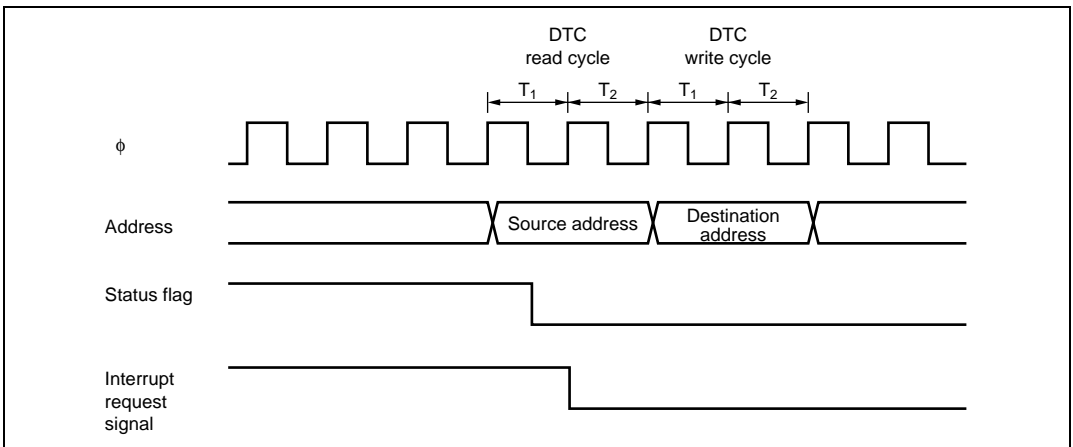 DTC
read cycle
DTC
write cycle
T1
T2
T1
T2
ϕ
Address
Source address
Destination
address
Status flag
Interrupt
request
signal